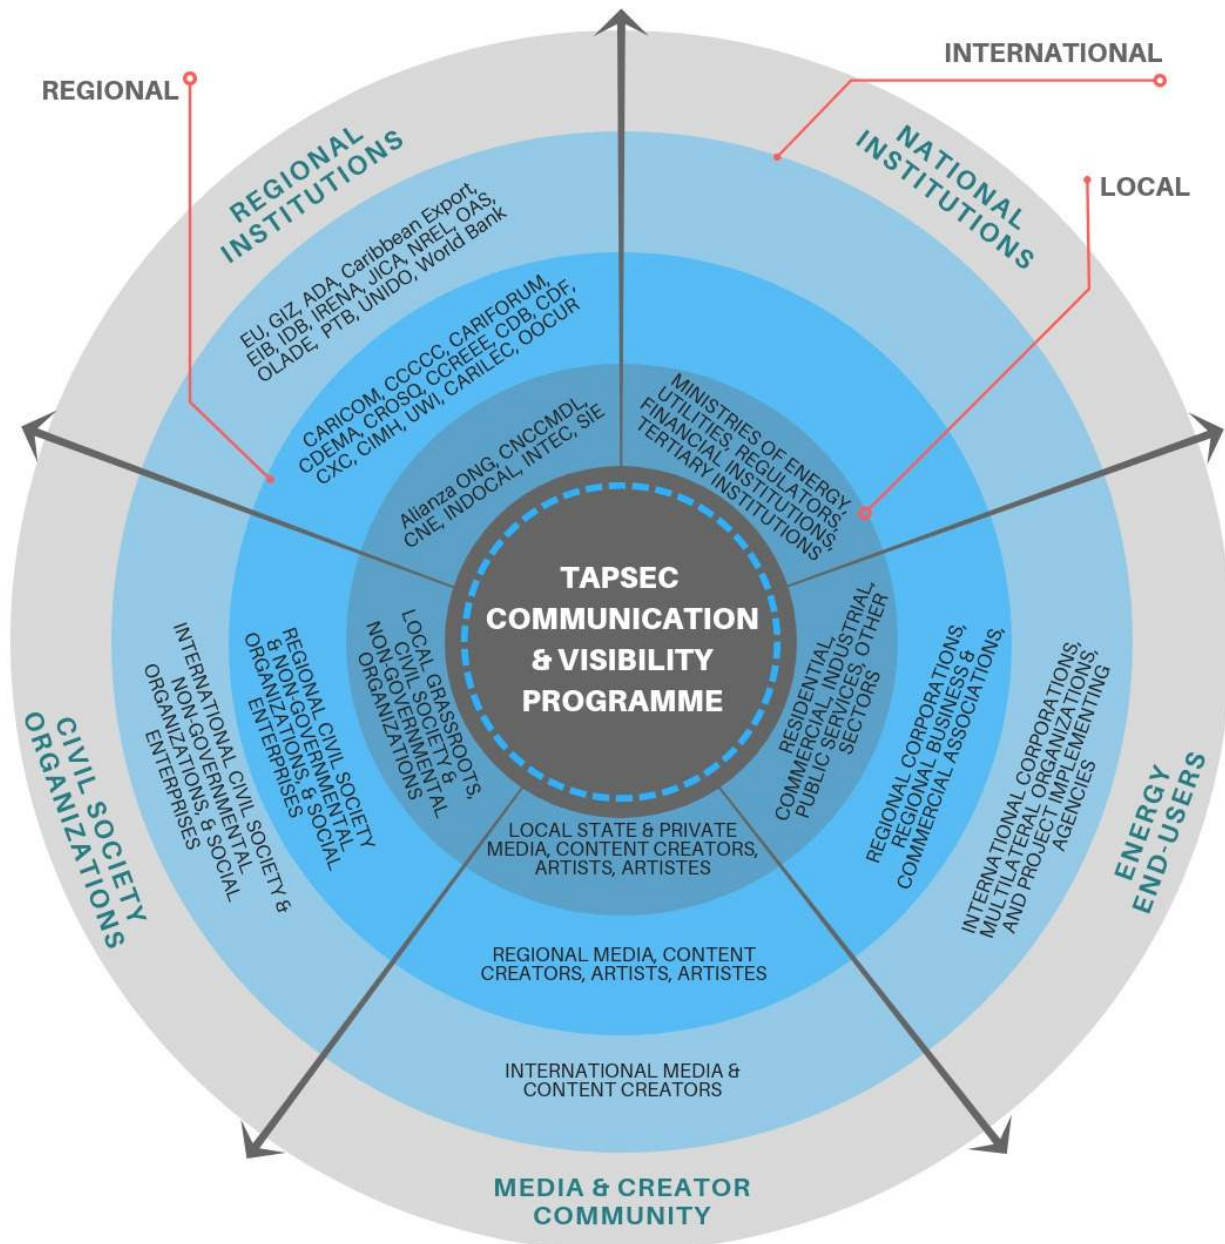 INTERNATIONAL
REGIONAL
LOCAL
REGIONAL
INSTITUTIONS
EU, GIZ, ADA, Caribbean Export,
EIB, IDB, IRENA, JICA, NREL, OAS,
OLADE, PTB, UNIDO, World Bank
CARICOM, CCCCC, CARIFORUM,
CDEMA, CROSQ, CCREEE, CDB, CDF,
CXC, CIMH, UWI, CARILEC, OOCUR
Alianza ONG, CNCCMDL,
CNE, INDOCAL, INTEC, SIE
NATIONAL
INSTITUTIONS
MINISTRIES OF ENERGY,
UTILITIES, REGULATORS,
FINANCIAL INSTITUTIONS,
TERTIARY INSTITUTIONS
TAPSEC
COMMUNICATION
& VISIBILITY
PROGRAMME
CIVIL SOCIETY
ORGANIZATIONS
INTERNATIONAL CIVIL SOCIETY &
NON-GOVERNMENTAL
ORGANIZATIONS, & SOCIAL
ENTERPRISES
REGIONAL CIVIL SOCIETY
& NON-GOVERNMENTAL
ORGANIZATIONS, & SOCIAL
ENTERPRISES
LOCAL GRASSROOTS,
CIVIL SOCIETY &
NON-GOVERNMENTAL
ORGANIZATIONS
RESIDENTIAL,
COMMERCIAL, INDUSTRIAL,
PUBLIC SERVICES, OTHER
SECTORS
REGIONAL CORPORATIONS,
REGIONAL BUSINESS &
COMMERCIAL ASSOCIATIONS,
INTERNATIONAL CORPORATIONS,
MULTILATERAL ORGANIZATIONS,
AND PROJECT IMPLEMENTING
AGENCIES
ENERGY
END-USERS
LOCAL STATE & PRIVATE
MEDIA, CONTENT CREATORS,
ARTISTS, ARTISTES
REGIONAL MEDIA, CONTENT
CREATORS, ARTISTS, ARTISTES
INTERNATIONAL MEDIA &
CONTENT CREATORS
MEDIA & CREATOR
COMMUNITY